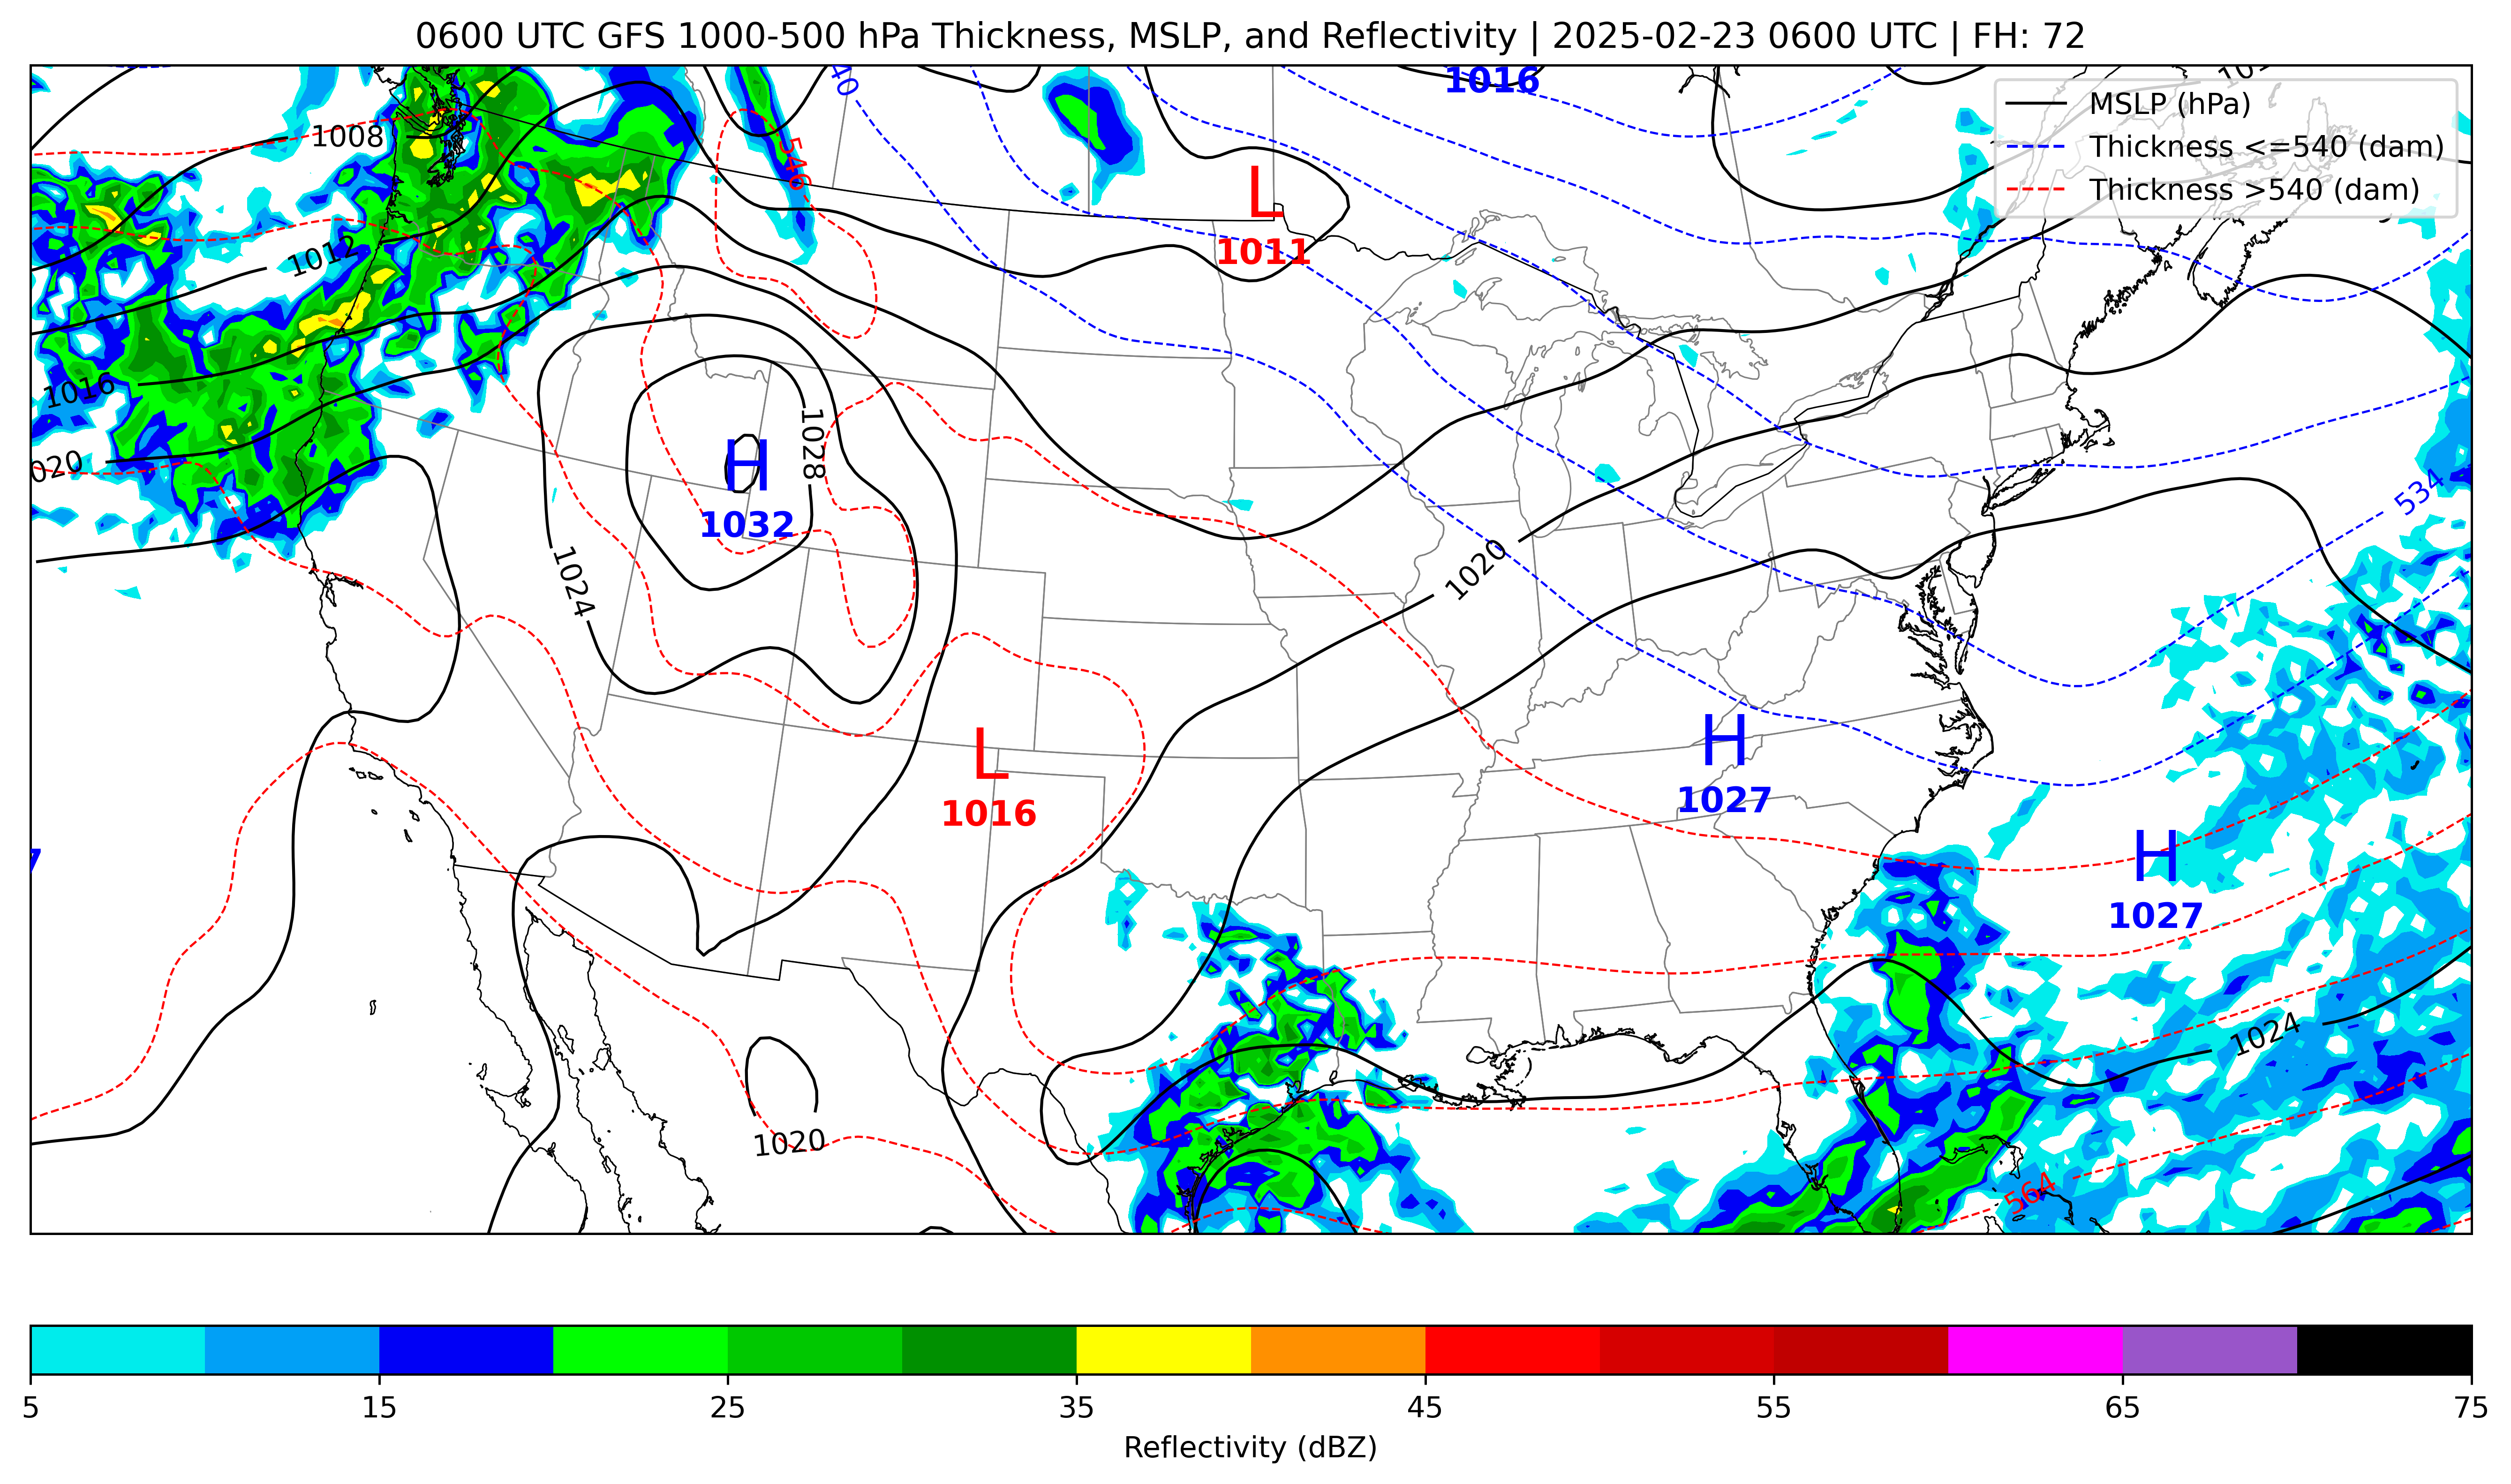 0600 UTC GFS 1000-500 hPa Thickness, MSLP, and Reflectivity | 2025-02-23 0600 UTC | FH: 72
MSLP (hPa)
Thickness <=540 (dam)
Thickness >540 (dam)
1016
1008
546
L
1011
1012
1016
1028
H
1032
020
534
1024
1020
H
1027
L
1016
H
1027
7
1024
1020
564
5
15
25
35
45
55
65
75
Reflectivity (dBZ)